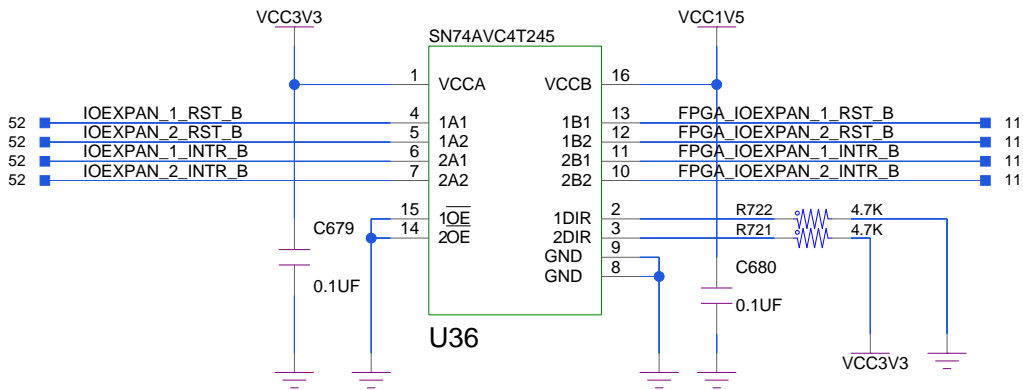 VCC3V3
VCC1V5
SN74AVC4T245
1 VCCA VCCB 16
52 IOEXPAN_1_RST_B 4 1A1 1B1 13 FPGA_IOEXPAN_1_RST_B 11
52 IOEXPAN_2_RST_B 5 1A2 1B2 12 FPGA_IOEXPAN_2_RST_B 11
52 IOEXPAN_1_INTR_B 6 2A1 2B1 11 FPGA_IOEXPAN_1_INTR_B 11
52 IOEXPAN_2_INTR_B 7 2A2 2B2 10 FPGA_IOEXPAN_2_INTR_B 11
15 1OE 1DIR 2 R722 4.7K
14 2OE 2DIR 3 R721 4.7K
GND 9
GND 8
C679
0.1UF
C680
0.1UF
U36
VCC3V3